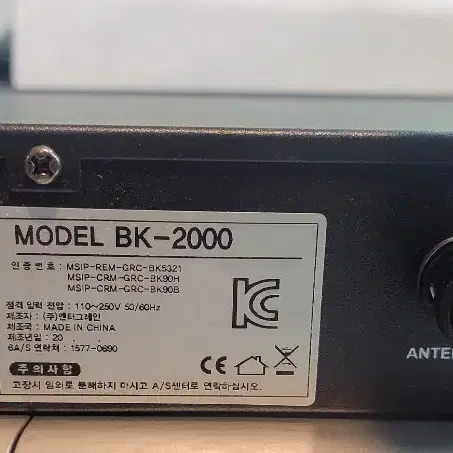 MODEL BK-2000
인증번호 : MSIP-REM-GRC-BK5321
MSIP-CRM-GRC-BK90H
MSIP-CRM-GRC-BK90B
정격 입력 전압 : 110~250V 50/60Hz
제조자 : (주)엔터그레인
제조국 : MADE IN CHINA
제조년일 : 20 . .
6A/S 연락처 : 1577-0690
주의사항
고장시 임의로 분해하지 마시고 A/S센터로 연락하십시오.
KC
CE
ANTE